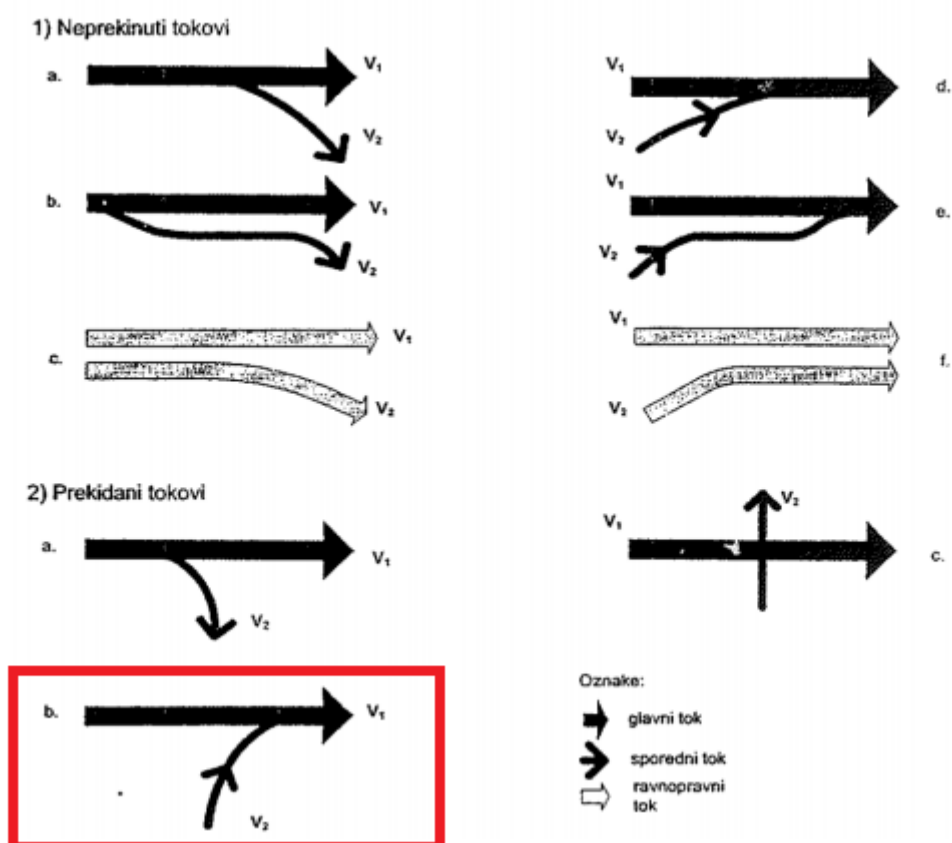 1) Neprekinuti tokovi
a.
V₁
V₂
V₁
V₂
d.
b.
V₁
V₂
V₁
V₂
e.
c.
V₁
V₂
V₁
V₂
f.
2) Prekidani tokovi
a.
V₁
V₂
V₁
V₂
c.
b.
V₁
V₂
Oznake:
glavni tok
sporedni tok
ravnopravni
tok